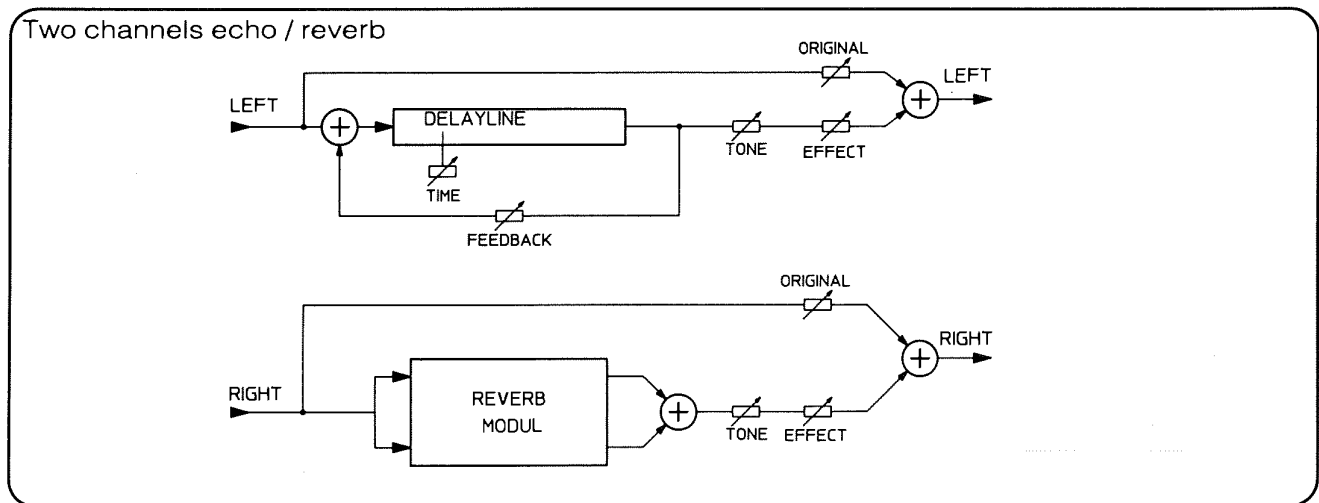 Two channels echo / reverb
ORIGINAL
LEFT
LEFT
+
+
DELAYLINE
TONE
EFFECT
TIME
FEEDBACK
ORIGINAL
RIGHT
+
RIGHT
REVERB
MODUL
+
TONE
EFFECT